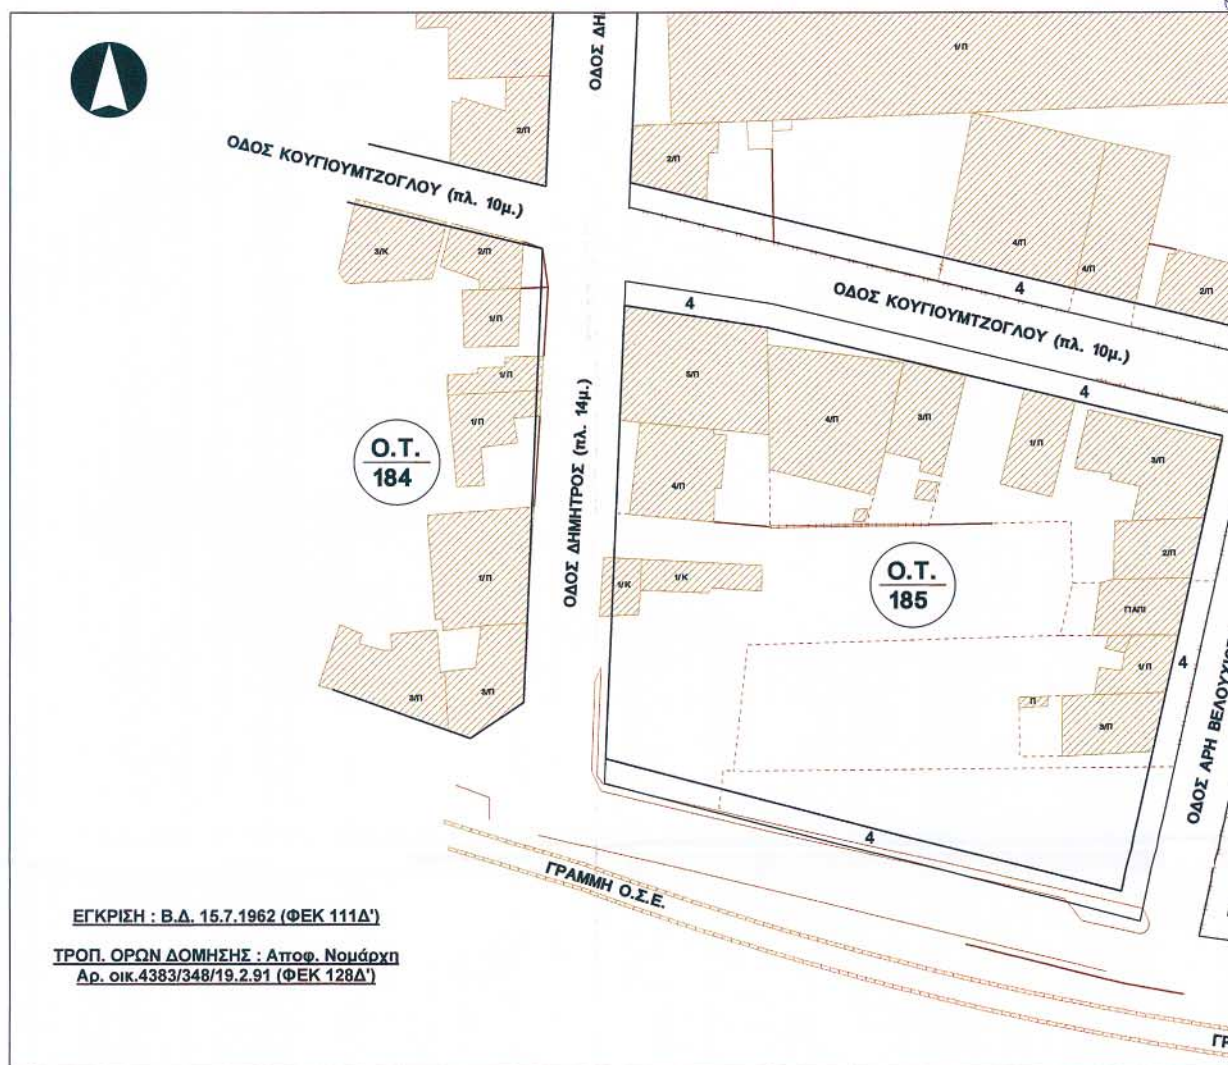 ΟΔΟΣ ΔΗ
1/Π
2/Π
2/Π
ΟΔΟΣ ΚΟΥΓΙΟΥΜΤΖΟΓΛΟΥ (πλ. 10μ.)
3/Κ
2/Π
4/Π
4/Π
2/Π
4
ΟΔΟΣ ΚΟΥΓΙΟΥΜΤΖΟΓΛΟΥ (πλ. 10μ.)
4
1/Π
4
1/Π
4/Π
1/Π
1/Π
3/Π
Ο.Τ.
184
ΟΔΟΣ ΔΗΜΗΤΡΟΣ (πλ. 14μ.)
4/Π
2/Π
1/Π
1/Κ
1/Κ
Ο.Τ.
185
1/Π
4
Π
3/Π
3/Π
3/Π
ΟΔΟΣ ΑΡΗ ΒΕΛΟΥΧΙΩ
4
ΓΡΑΜΜΗ Ο.Σ.Ε.
ΕΓΚΡΙΣΗ : Β.Δ. 15.7.1962 (ΦΕΚ 111Δ')
ΤΡΟΠ. ΟΡΩΝ ΔΟΜΗΣΗΣ : Αποφ. Νομάρχη
Αρ. οικ.4383/348/19.2.91 (ΦΕΚ 128Δ')
ΓΡ